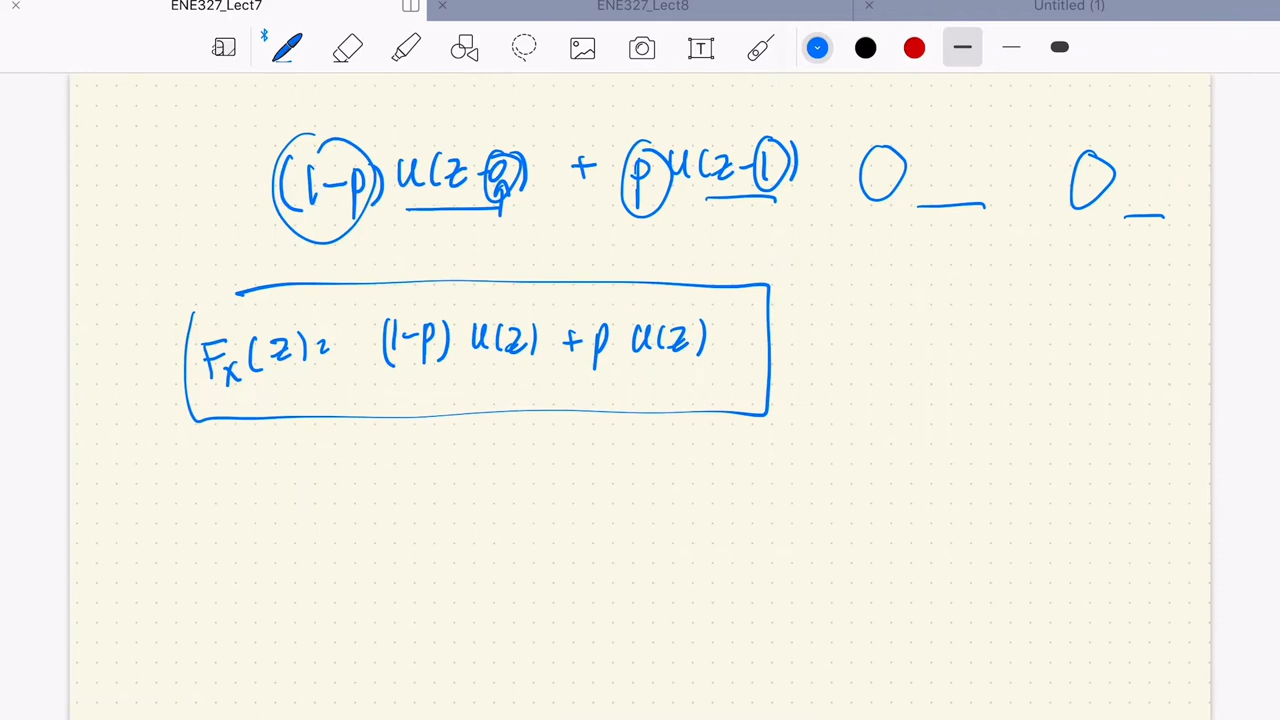 ENE327_Lect7 ENE327_Lect8 Untitled (1)
T
(1-p) u(z-0) + p u(z-1)
F_X(z) = (1-p) u(z) + p u(z)